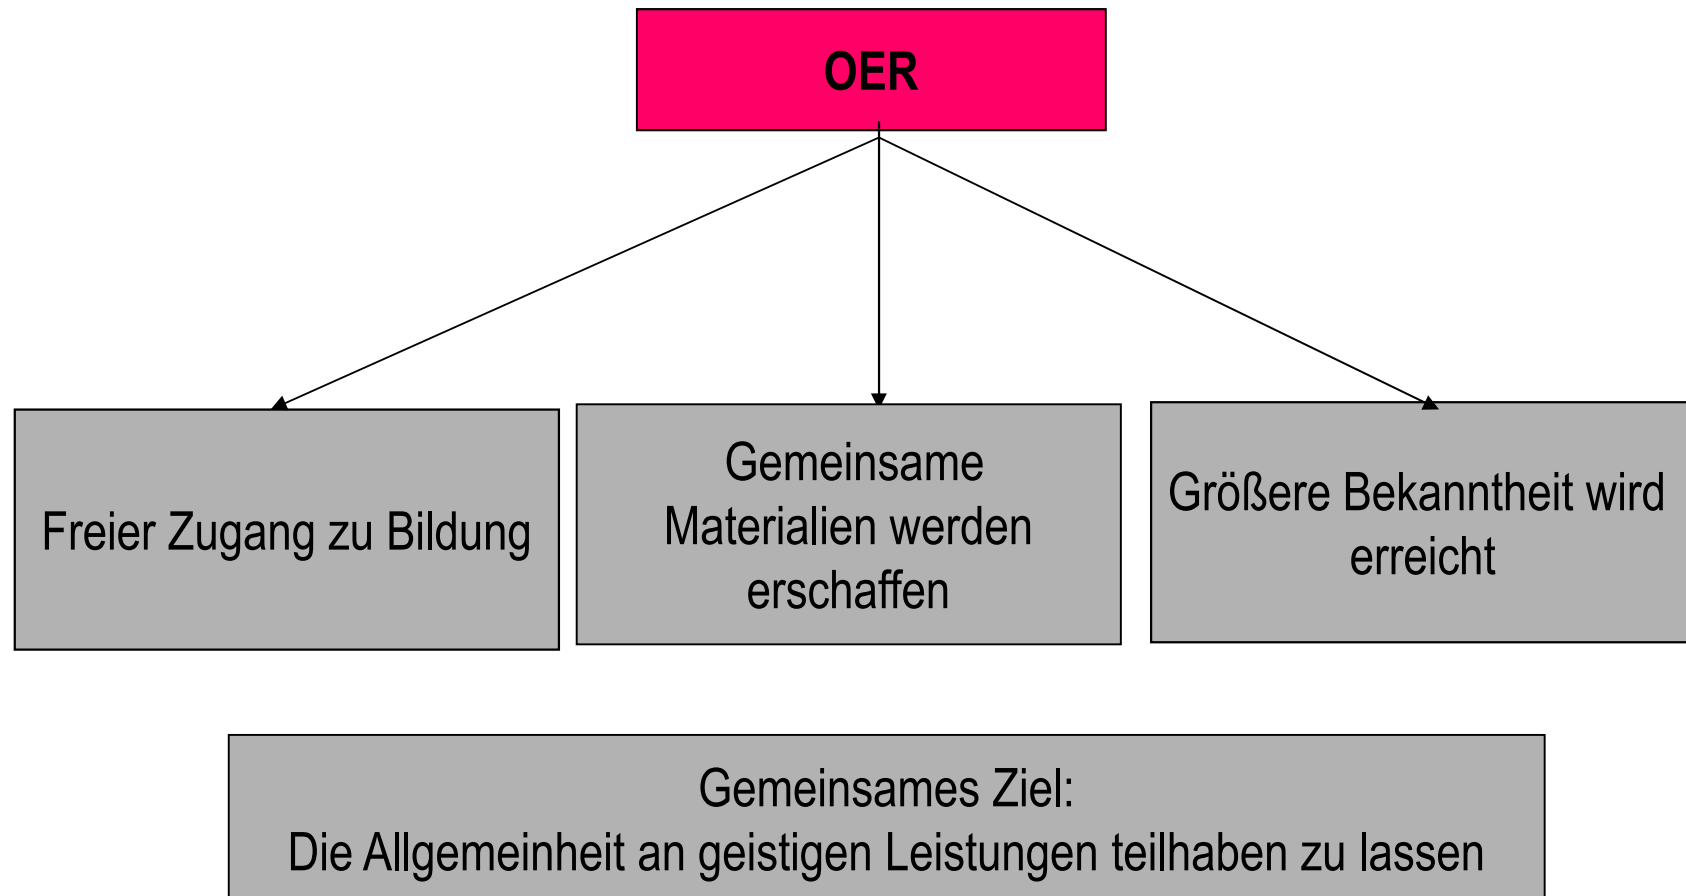 OER
Freier Zugang zu Bildung
Gemeinsame
Materialien werden
erschaffen
Größere Bekanntheit wird
erreicht
Gemeinsames Ziel:
Die Allgemeinheit an geistigen Leistungen teilhaben zu lassen